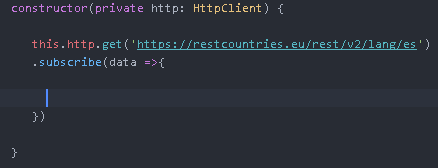 constructor(private http: HttpClient) {
this.http.get('https://restcountries.eu/rest/v2/lang/es')
.subscribe(data =>{
})
}